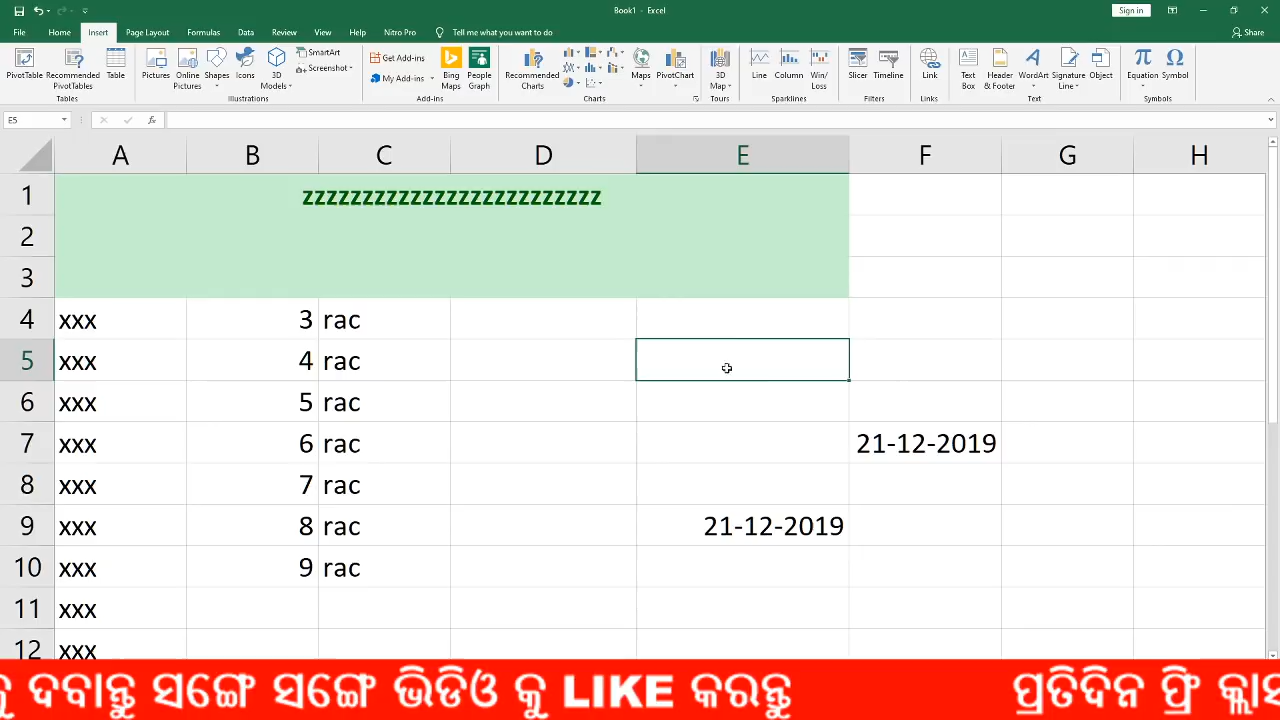 Book1 - Excel
Sign in
File Home Insert Page Layout Formulas Data Review View Help Nitro Pro Tell me what you want to do Share
PivotTable Recommended PivotTables Table Pictures Online Pictures Shapes Icons 3D Models SmartArt Screenshot Get Add-ins My Add-ins Bing Maps People Graph Recommended Charts Maps PivotChart 3D Map Line Column Win/Loss Slicer Timeline Link Text Box Header & Footer WordArt Signature Line Object Equation Symbol
Tables Illustrations Add-ins Charts Tours Sparklines Filters Links Text Symbols
E5 fx
A B C D E F G H
1 zzzzzzzzzzzzzzzzzzzzzzzzz
2
3
4 xxx 3 rac
5 xxx 4 rac
6 xxx 5 rac
7 xxx 6 rac 21-12-2019
8 xxx 7 rac
9 xxx 8 rac 21-12-2019
10 xxx 9 rac
11 xxx
12 xxx
କୁ ଦବାନ୍ତୁ ସଙ୍ଗେ ସଙ୍ଗେ ଭିଡିଓ କୁ LIKE କରନ୍ତୁ ପ୍ରତିଦିନ ଫ୍ରି